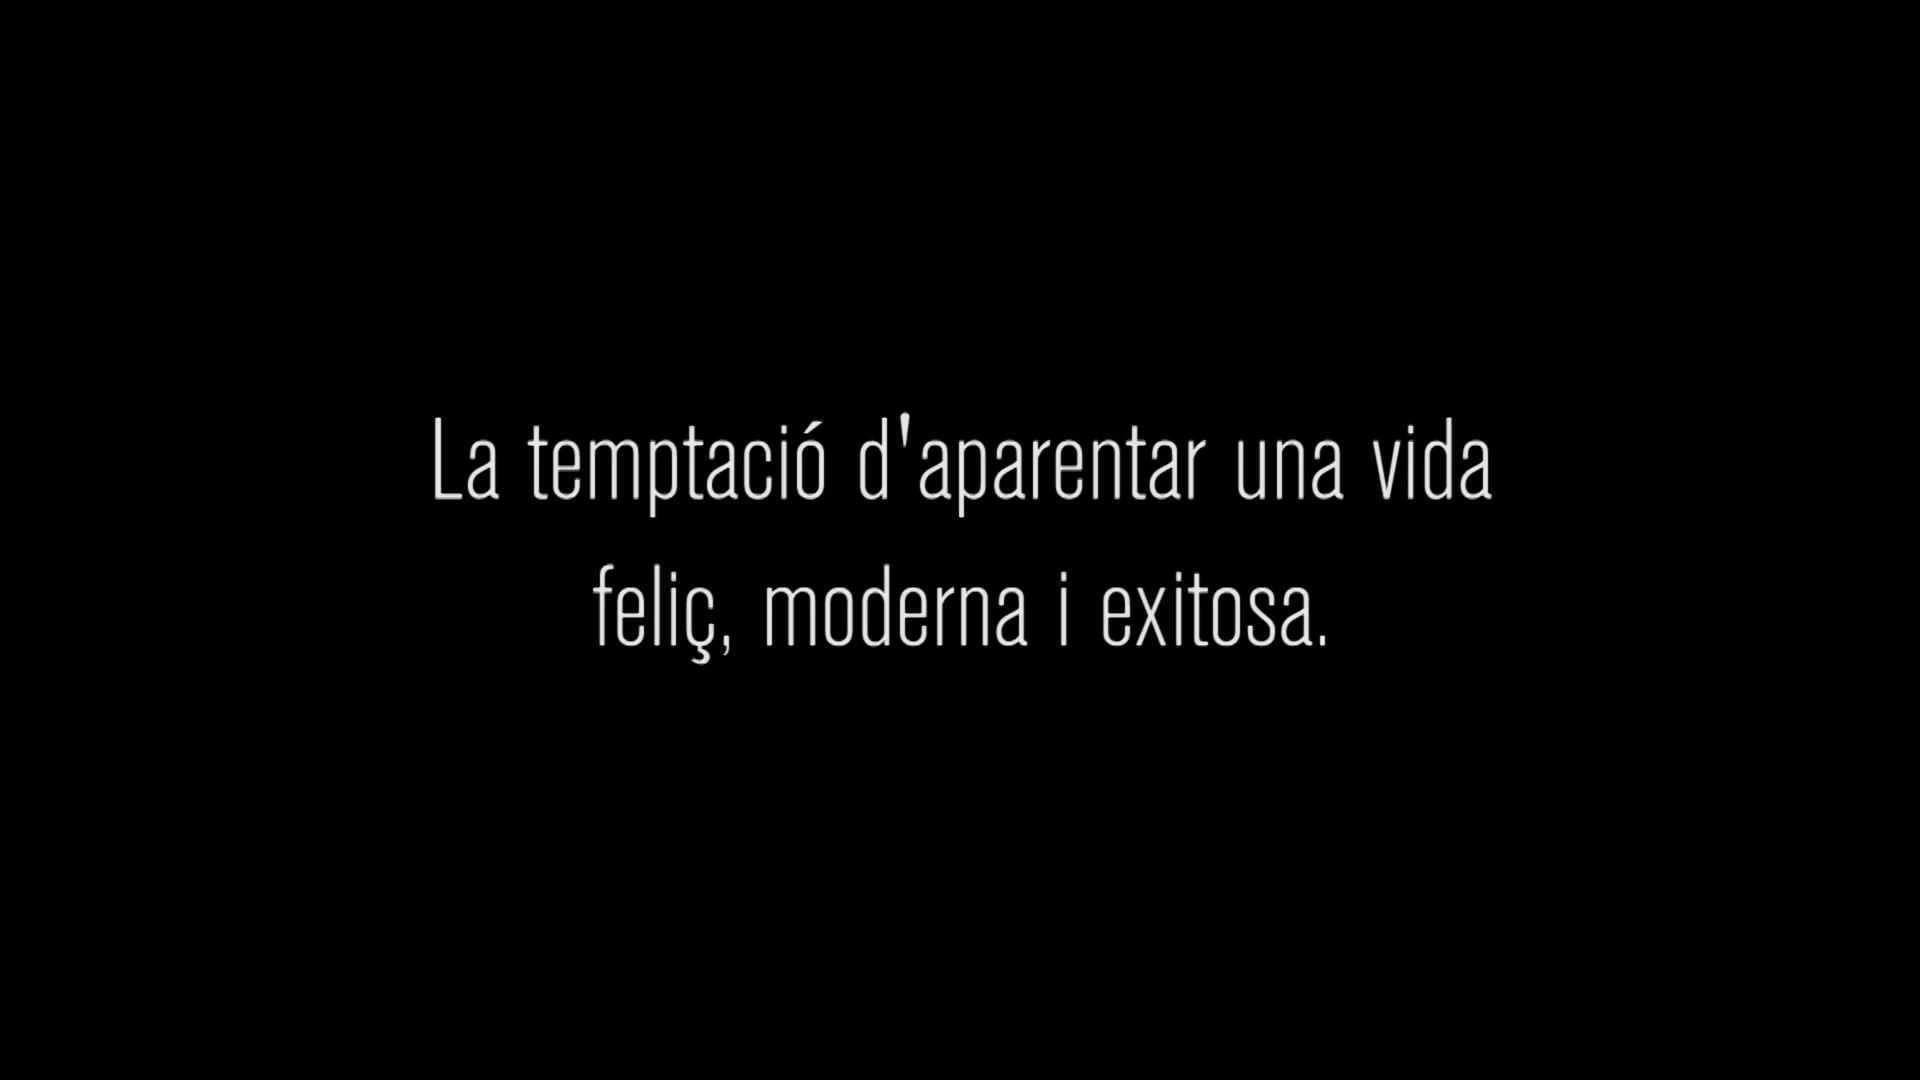 La temptació d'aparentar una vida
feliç, moderna i exitosa.